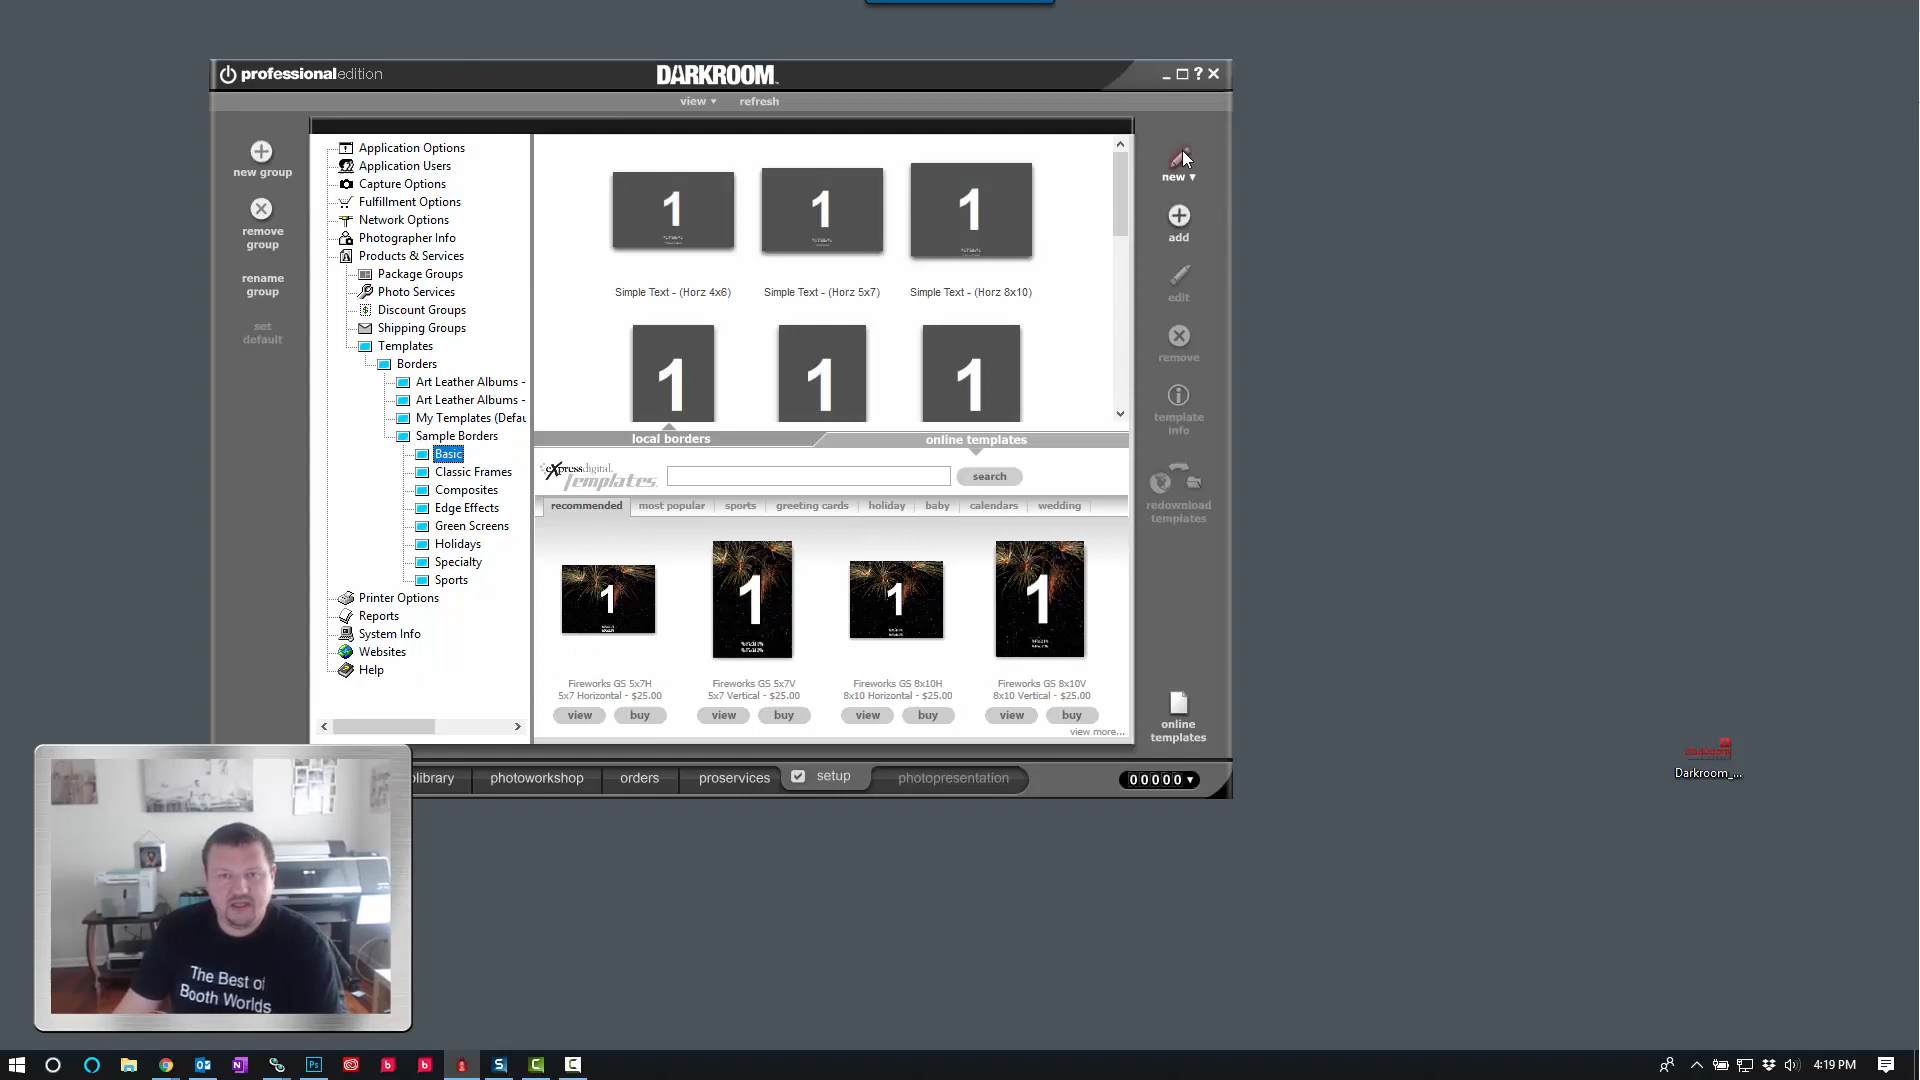 professionaledition
DARKROOM
view
refresh
new group
remove group
rename group
set default
Application Options
Application Users
Capture Options
Fulfillment Options
Network Options
Photographer Info
Products & Services
Package Groups
Photo Services
Discount Groups
Shipping Groups
Templates
Borders
Art Leather Albums -
Art Leather Albums -
My Templates (Defau
Sample Borders
Basic
Classic Frames
Composites
Edge Effects
Green Screens
Holidays
Specialty
Sports
Printer Options
Reports
System Info
Websites
Help
1 1 1
Simple Text - (Horz 4x6) Simple Text - (Horz 5x7) Simple Text - (Horz 8x10)
1 1 1
local borders online templates
expressdigital. Templates search
recommended most popular sports greeting cards holiday baby calendars wedding
1 1 1 1
Fireworks GS 5x7H Fireworks GS 5x7V Fireworks GS 8x10H Fireworks GS 8x10V
5x7 Horizontal - $25.00 5x7 Vertical - $25.00 8x10 Horizontal - $25.00 8x10 Vertical - $25.00
view buy view buy view buy view buy
view more...
new
add
edit
remove
template info
redownload templates
online templates
olibrary photoworkshop orders proservices setup photopresentation 00000
Darkroom_...
The Best of
Booth Worlds
4:19 PM